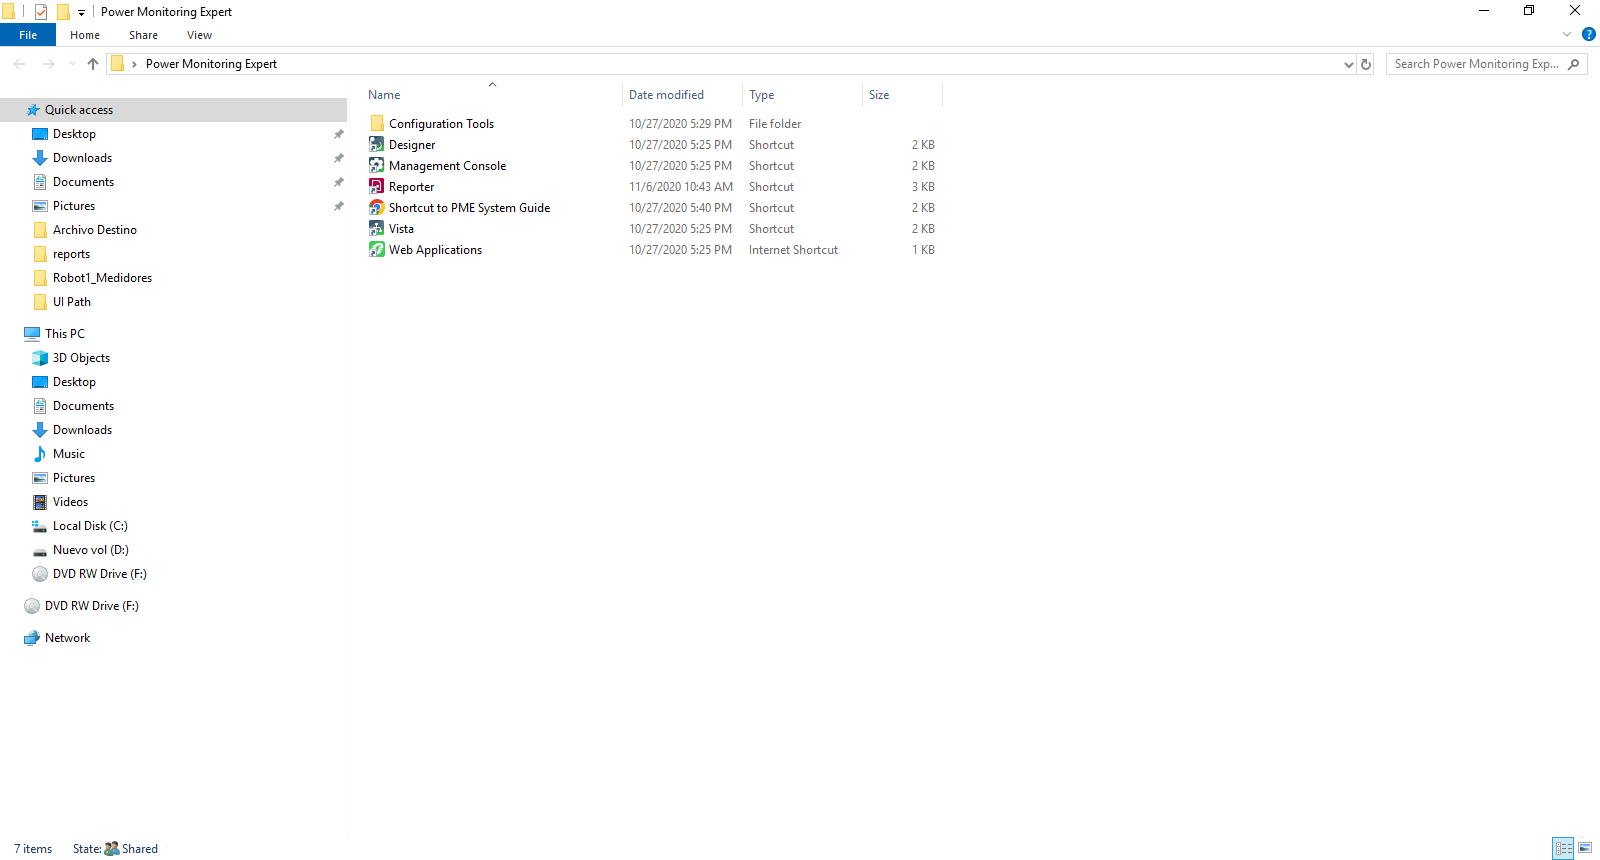 Power Monitoring Expert
File Home Share View
Power Monitoring Expert
Search Power Monitoring Exp...
Name Date modified Type Size
Quick access
Desktop
Downloads
Documents
Pictures
Archivo Destino
reports
Robot1_Medidores
UI Path
This PC
3D Objects
Desktop
Documents
Downloads
Music
Pictures
Videos
Local Disk (C:)
Nuevo vol (D:)
DVD RW Drive (F:)
DVD RW Drive (F:)
Network
Configuration Tools 10/27/2020 5:29 PM File folder
Designer 10/27/2020 5:25 PM Shortcut 2 KB
Management Console 10/27/2020 5:25 PM Shortcut 2 KB
Reporter 11/6/2020 10:43 AM Shortcut 3 KB
Shortcut to PME System Guide 10/27/2020 5:40 PM Shortcut 2 KB
Vista 10/27/2020 5:25 PM Shortcut 2 KB
Web Applications 10/27/2020 5:25 PM Internet Shortcut 1 KB
7 items State: Shared